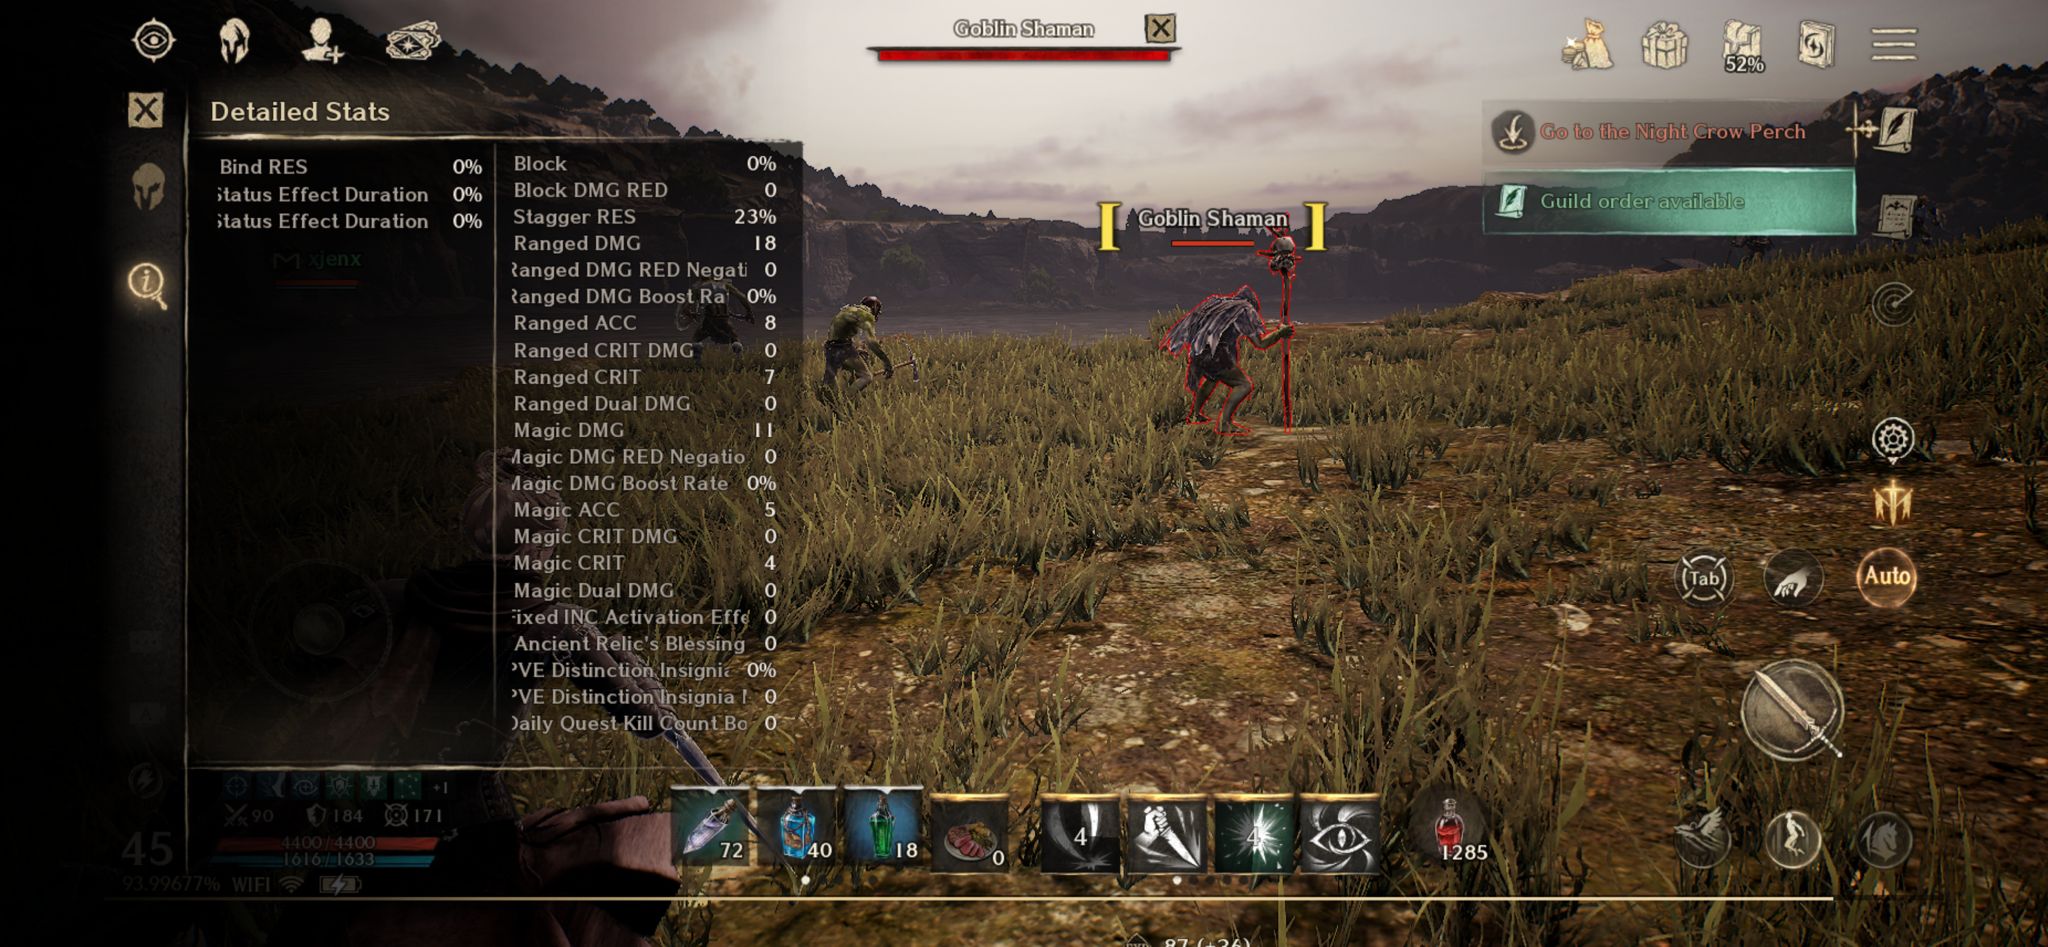 Goblin Shaman
52%
Detailed Stats
Go to the Night Crow Perch
Guild order available
Bind RES 0%
Status Effect Duration 0%
Status Effect Duration 0%
xjenx
Block 0%
Block DMG RED 0
Stagger RES 23%
Ranged DMG 18
Ranged DMG RED Negati 0
Ranged DMG Boost Ra 0%
Ranged ACC 8
Ranged CRIT DMG 0
Ranged CRIT 7
Ranged Dual DMG 0
Magic DMG 11
Magic DMG RED Negatio 0
Magic DMG Boost Rate 0%
Magic ACC 5
Magic CRIT DMG 0
Magic CRIT 4
Magic Dual DMG 0
Fixed INC Activation Effe 0
Ancient Relic's Blessing 0
PVE Distinction Insignia 0%
PVE Distinction Insignia 0
Daily Quest Kill Count Bo 0
Goblin Shaman
Tab
Auto
+1
90 184 171
45
4400/4400
1616/1633
93.99677% WIFI
72
40
18
0
4
4
1285
87 (+26)